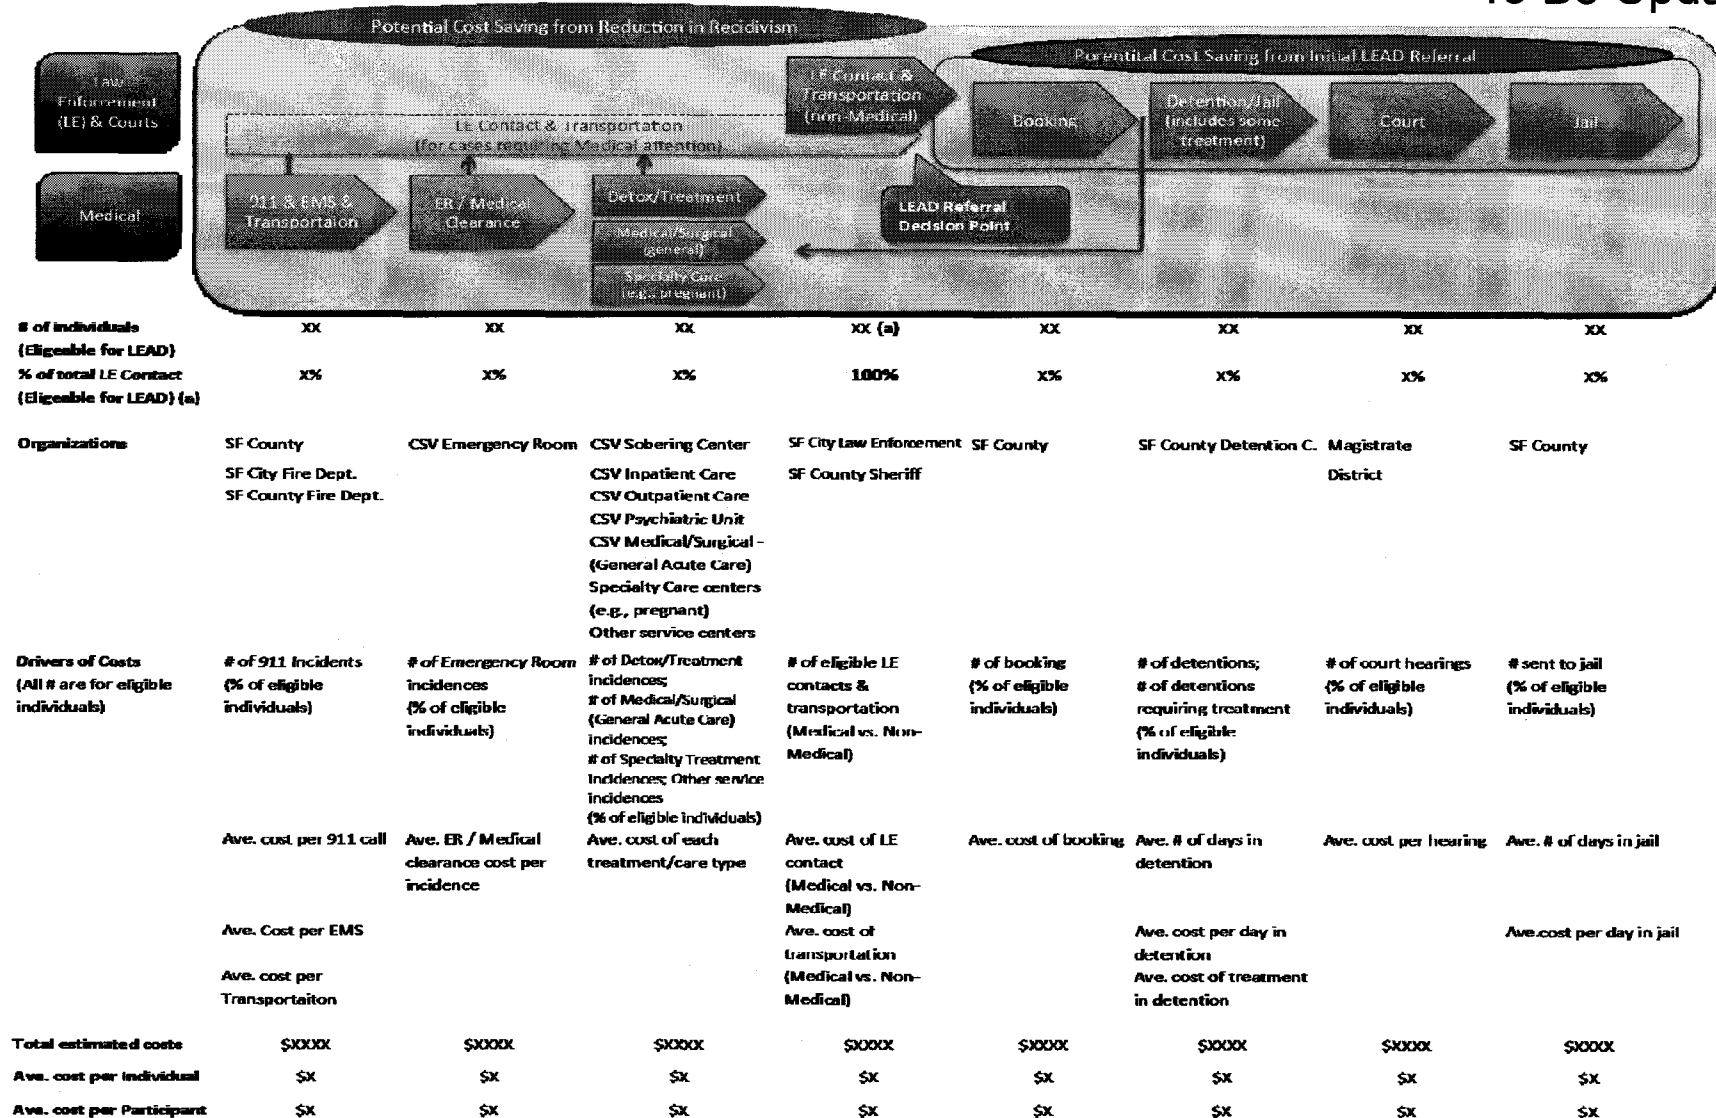 To Be Upda
Potential Cost Saving from Reduction in Recidivism
Porentital Cost Saving from Initial LEAD Referral
Law
Enforcement
(LE) & Courts
LE Contact &
Transportation
(non-Medical)
Booking
Detention/Jail
(includes some
treatment)
Court
Jail
LE Contact & Transportation
(for cases requiring Medical attention)
Medical
911 & EMS &
Transportaion
ER / Medical
Clearance
Detox/Treatment
Medical/Surgical
(general)
Specialty Care
(e.g., pregnant)
LEAD Referral
Decision Point
# of individuals
(Eligeable for LEAD)
XX XX XX XX (a) XX XX XX XX
% of total LE Contact
(Eligeable for LEAD) (a)
X% X% X% 100% X% X% X% X%
Organizations
SF County
SF City Fire Dept.
SF County Fire Dept.
CSV Emergency Room
CSV Sobering Center
CSV Inpatient Care
CSV Outpatient Care
CSV Psychiatric Unit
CSV Medical/Surgical -
(General Acute Care)
Specialty Care centers
(e.g., pregnant)
Other service centers
SF City Law Enforcement
SF County Sheriff
SF County
SF County Detention C.
Magistrate
District
SF County
Drivers of Costs
(All # are for eligible
individuals)
# of 911 Incidents
(% of eligible
individuals)
# of Emergency Room
incidences
(% of eligible
individuals)
# of Detox/Treatment
incidences;
# of Medical/Surgical
(General Acute Care)
incidences;
# of Specialty Treatment
Incidences; Other service
incidences
(% of eligible individuals)
# of eligible LE
contacts &
transportation
(Medical vs. Non-
Medical)
# of booking
(% of eligible
individuals)
# of detentions;
# of detentions
requiring treatment
(% of eligible
individuals)
# of court hearings
(% of eligible
individuals)
# sent to jail
(% of eligible
individuals)
Ave. cost per 911 call
Ave. ER / Medical
clearance cost per
incidence
Ave. cost of each
treatment/care type
Ave. cost of LE
contact
(Medical vs. Non-
Medical)
Ave. cost of booking
Ave. # of days in
detention
Ave. cost per hearing
Ave. # of days in jail
Ave. Cost per EMS
Ave. cost per
Transportaiton
Ave. cost of
transportation
(Medical vs. Non-
Medical)
Ave. cost per day in
detention
Ave. cost of treatment
in detention
Ave.cost per day in jail
Total estimated costs $XXXX $XXXX $XXXX $XXXX $XXXX $XXXX $XXXX $XXXX
Ave. cost per Individual $X $X $X $X $X $X $X $X
Ave. cost per Participant $X $X $X $X $X $X $X $X